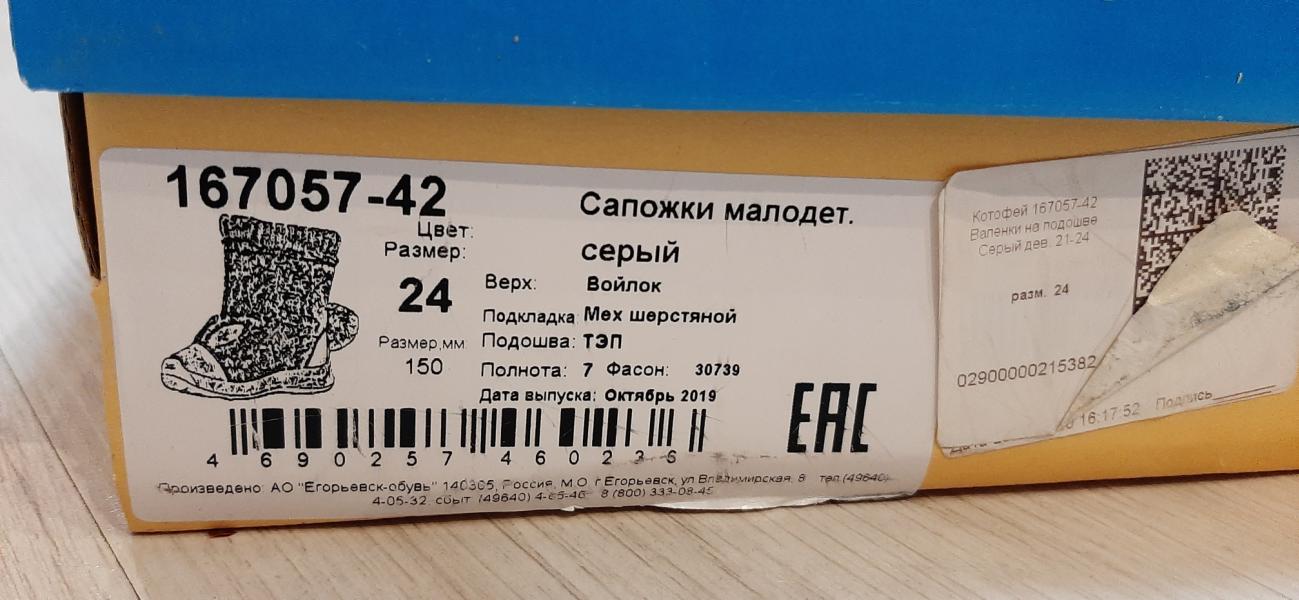 167057-42
Сапожки малодет.
Цвет:
серый
Размер:
24
Верх: Войлок
Подкладка Мех шерстяной
Размер,мм Подошва: ТЭП
150
Полнота: 7 Фасон: 30739
Дата выпуска: Октябрь 2019
EAC
4 690257 460236
Произведено: АО "Егорьевск-обувь" 140305, Россия, М.О. г Егорьевск, ул Владимирская, 8 тел (49640)
4-05-32, сбыт (49640) 4-65-46 8 (800) 333-08-45
Котофей 167057-42
Валенки на подошве
Серый дев. 21-24
разм. 24
02900000215382
16:17:52 Подпись